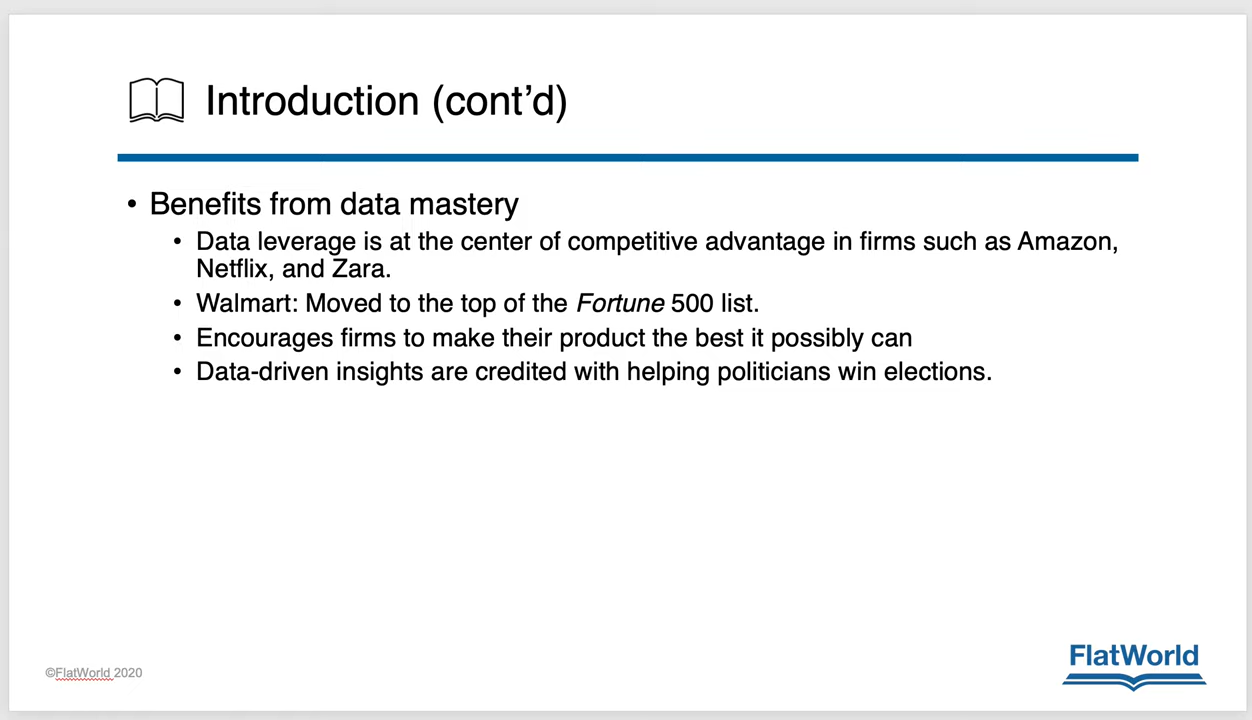 Introduction (cont’d)
• Benefits from data mastery
• Data leverage is at the center of competitive advantage in firms such as Amazon,
Netflix, and Zara.
• Walmart: Moved to the top of the Fortune 500 list.
• Encourages firms to make their product the best it possibly can
• Data-driven insights are credited with helping politicians win elections.
©FlatWorld 2020
FlatWorld